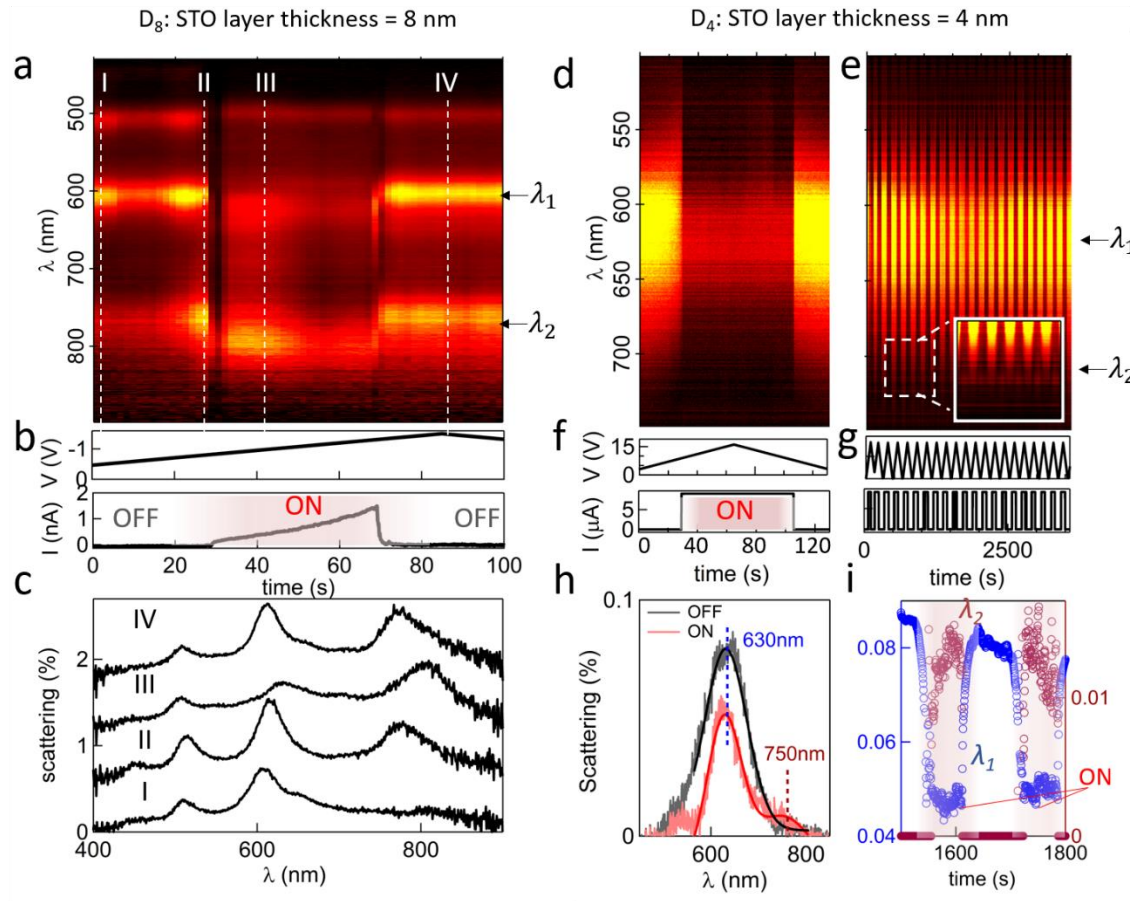 D₈: STO layer thickness = 8 nm
D₄: STO layer thickness = 4 nm
a
I
II
III
IV
500
600
700
800
λ (nm)
λ₁
λ₂
b
V (V)
-1
0
I (nA)
2
1
0
OFF
ON
OFF
0
20
40
60
80
100
time (s)
c
IV
III
II
I
scattering (%)
2
1
0
400
500
600
700
800
λ (nm)
d
550
600
650
700
λ (nm)
e
λ₁
λ₂
f
V (V)
15
0
I (µA)
5
0
ON
0
40
80
120
time (s)
g
0
2500
time (s)
h
0.1
0
Scattering (%)
OFF
ON
630nm
750nm
600
800
λ (nm)
i
0.08
0.06
0.04
λ₂
λ₁
ON
0.01
0
1600
1800
time (s)